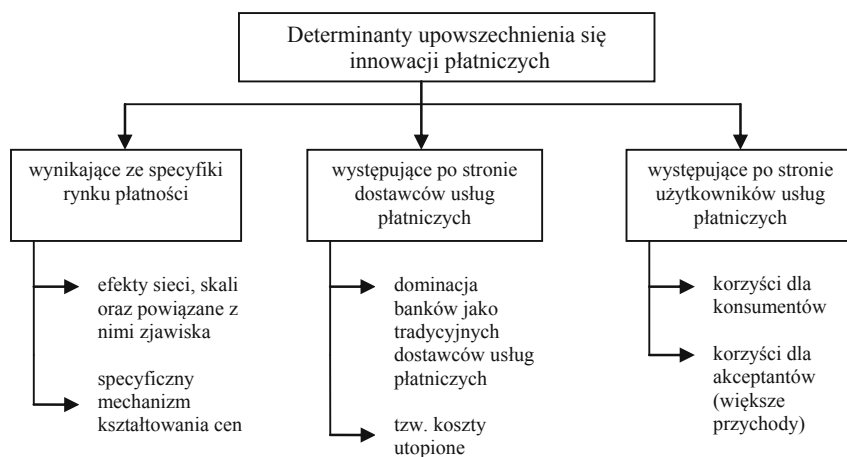 Determinanty upowszechnienia się
innowacji płatniczych
wynikające ze specyfiki
rynku płatności
występujące po stronie
dostawców usług
płatniczych
występujące po stronie
użytkowników usług
płatniczych
efekty sieci, skali
oraz powiązane z
nimi zjawiska
specyficzny
mechanizm
kształtowania cen
dominacja
banków jako
tradycyjnych
dostawców usług
płatniczych
tzw. koszty
utopione
korzyści dla
konsumentów
korzyści dla
akceptantów
(większe
przychody)